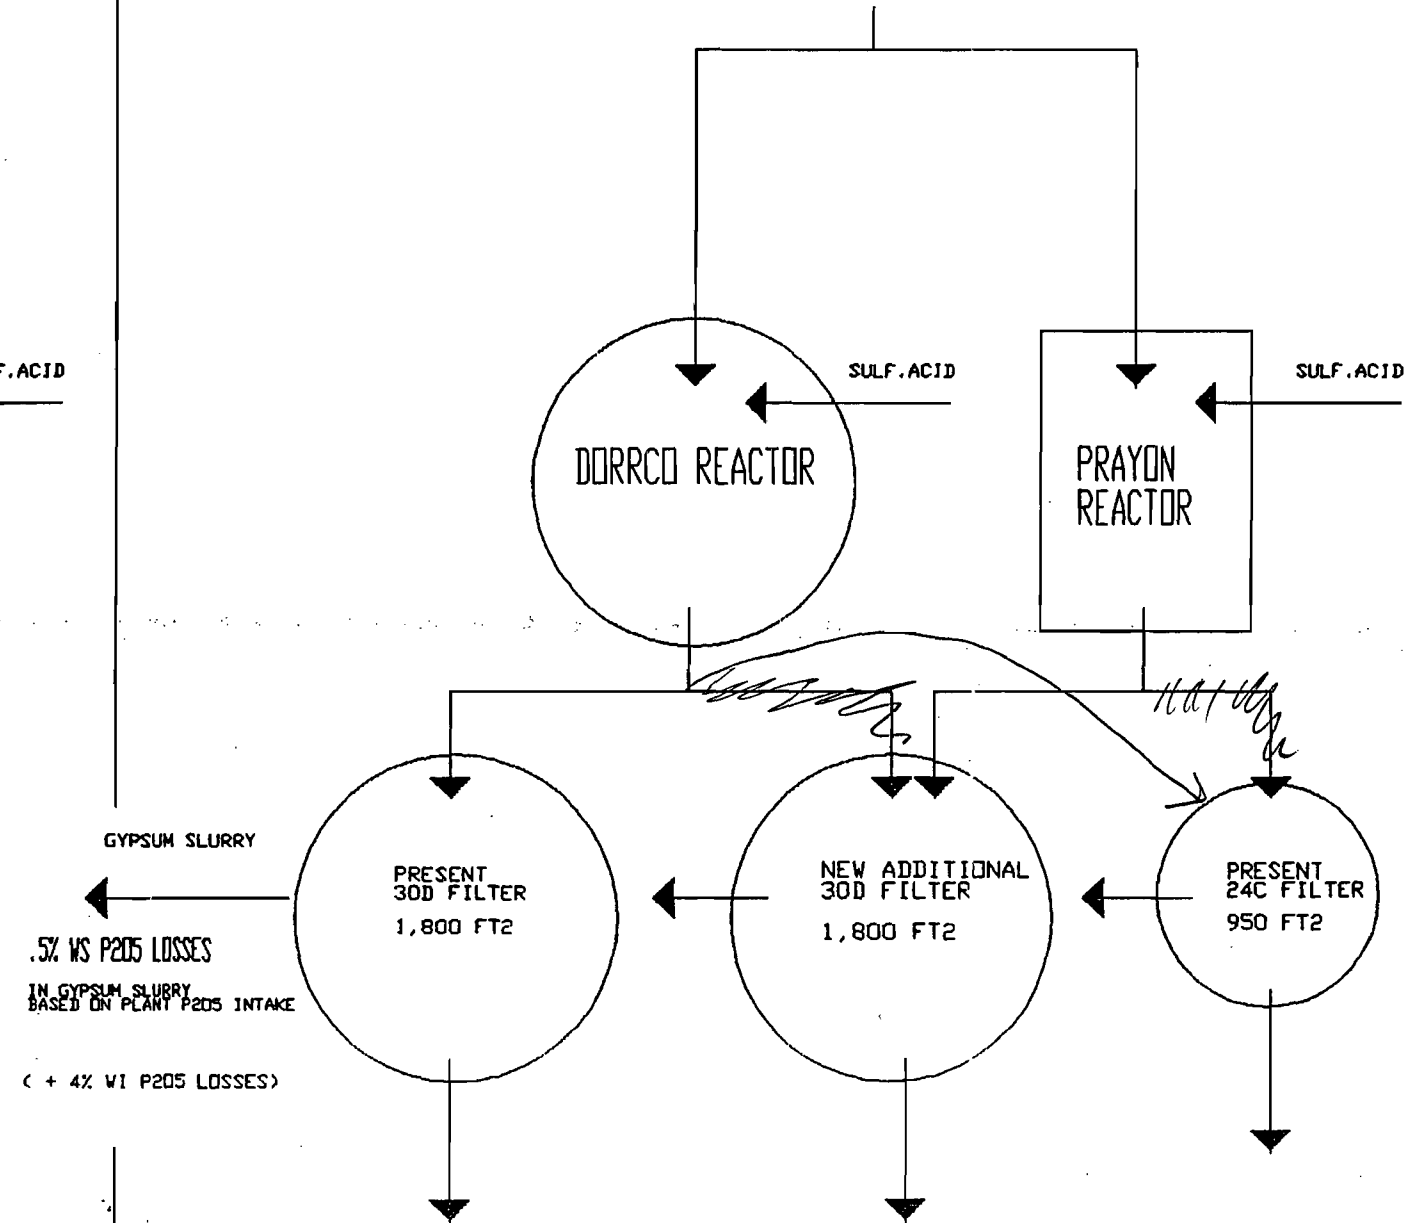 F.ACID
SULF.ACID
SULF.ACID
DORRCO REACTOR
PRAYON
REACTOR
GYPSUM SLURRY
.5% WS P2O5 LOSSES
IN GYPSUM SLURRY
BASED ON PLANT P2O5 INTAKE
( + 4% WI P2O5 LOSSES)
PRESENT
30D FILTER
1,800 FT2
NEW ADDITIONAL
30D FILTER
1,800 FT2
PRESENT
24C FILTER
950 FT2